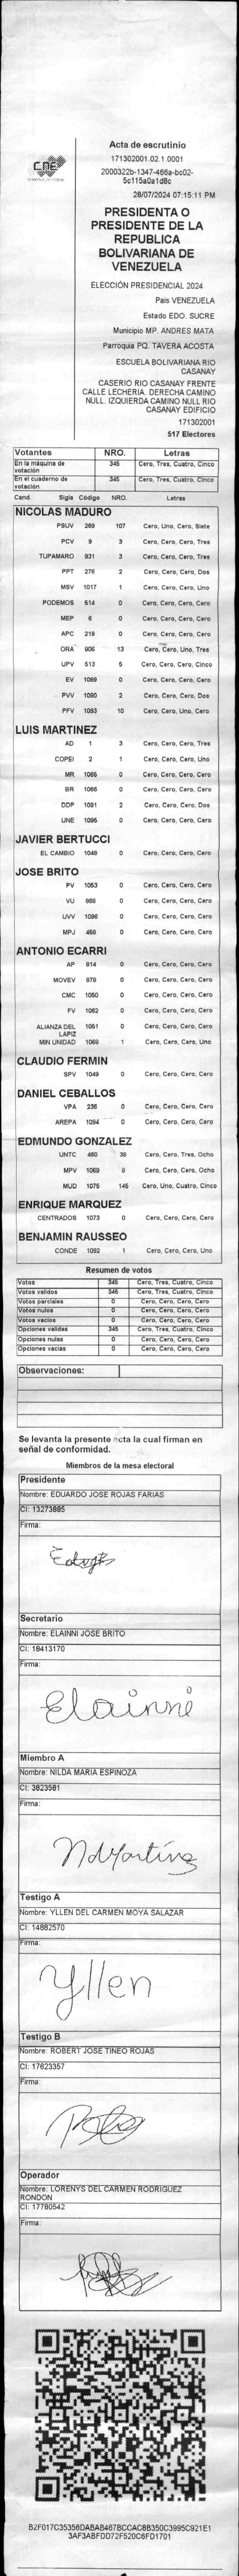 CNE
Acta de escrutinio
171302001.02.1.0001
2000322b-1347-466a-bc02-
5c115a0a1d8c
28/07/2024 07:15:11 PM
PRESIDENTA O
PRESIDENTE DE LA
REPUBLICA
BOLIVARIANA DE
VENEZUELA
ELECCIÓN PRESIDENCIAL 2024
Pais VENEZUELA
Estado EDO. SUCRE
Municipio MP. ANDRES MATA
Parroquia PQ. TAVERA ACOSTA
ESCUELA BOLIVARIANA RIO
CASANAY
CASERIO RIO CASANAY FRENTE
CALLE LECHERIA. DERECHA CAMINO
NULL. IZQUIERDA CAMINO NULL RIO
CASANAY EDIFICIO
171302001
517 Electores
Votantes NRO. Letras
En la máquina de votación 345 Cero, Tres, Cuatro, Cinco
En el cuaderno de votación 345 Cero, Tres, Cuatro, Cinco
Cand. Sigla Código NRO. Letras
NICOLAS MADURO
PSUV 269 107 Cero, Uno, Cero, Siete
PCV 9 3 Cero, Cero, Cero, Tres
TUPAMARO 931 3 Cero, Cero, Cero, Tres
PPT 276 2 Cero, Cero, Cero, Dos
MSV 1017 1 Cero, Cero, Cero, Uno
PODEMOS 514 0 Cero, Cero, Cero, Cero
MEP 6 0 Cero, Cero, Cero, Cero
APC 219 0 Cero, Cero, Cero, Cero
ORA 906 13 Cero, Cero, Uno, Tres
UPV 513 5 Cero, Cero, Cero, Cinco
EV 1089 0 Cero, Cero, Cero, Cero
PVV 1090 2 Cero, Cero, Cero, Dos
PFV 1093 10 Cero, Cero, Uno, Cero
LUIS MARTINEZ
AD 1 3 Cero, Cero, Cero, Tres
COPEI 2 1 Cero, Cero, Cero, Uno
MR 1065 0 Cero, Cero, Cero, Cero
BR 1066 0 Cero, Cero, Cero, Cero
DDP 1091 2 Cero, Cero, Cero, Dos
UNE 1095 0 Cero, Cero, Cero, Cero
JAVIER BERTUCCI
EL CAMBIO 1049 0 Cero, Cero, Cero, Cero
JOSE BRITO
PV 1053 0 Cero, Cero, Cero, Cero
VU 868 0 Cero, Cero, Cero, Cero
UVV 1096 0 Cero, Cero, Cero, Cero
MPJ 458 0 Cero, Cero, Cero, Cero
ANTONIO ECARRI
AP 914 0 Cero, Cero, Cero, Cero
MOVEV 978 0 Cero, Cero, Cero, Cero
CMC 1050 0 Cero, Cero, Cero, Cero
FV 1062 0 Cero, Cero, Cero, Cero
ALIANZA DEL LAPIZ 1051 0 Cero, Cero, Cero, Cero
MIN UNIDAD 1068 1 Cero, Cero, Cero, Uno
CLAUDIO FERMIN
SPV 1049 0 Cero, Cero, Cero, Cero
DANIEL CEBALLOS
VPA 236 0 Cero, Cero, Cero, Cero
AREPA 1094 0 Cero, Cero, Cero, Cero
EDMUNDO GONZALEZ
UNTC 460 38 Cero, Cero, Tres, Ocho
MPV 1069 8 Cero, Cero, Cero, Ocho
MUD 1075 145 Cero, Uno, Cuatro, Cinco
ENRIQUE MARQUEZ
CENTRADOS 1073 0 Cero, Cero, Cero, Cero
BENJAMIN RAUSSEO
CONDE 1092 1 Cero, Cero, Cero, Uno
Resumen de votos
Votos 345 Cero, Tres, Cuatro, Cinco
Votos validos 345 Cero, Tres, Cuatro, Cinco
Votos parciales 0 Cero, Cero, Cero, Cero
Votos nulos 0 Cero, Cero, Cero, Cero
Votos vacios 0 Cero, Cero, Cero, Cero
Opciones validas 345 Cero, Tres, Cuatro, Cinco
Opciones nulas 0 Cero, Cero, Cero, Cero
Opciones vacias 0 Cero, Cero, Cero, Cero
Observaciones:
Se levanta la presente acta la cual firman en
señal de conformidad.
Miembros de la mesa electoral
Presidente
Nombre: EDUARDO JOSE ROJAS FARIAS
CI: 13273885
Firma:
Secretario
Nombre: ELAINNI JOSE BRITO
CI: 18413170
Firma:
Elainni
Miembro A
Nombre: NILDA MARIA ESPINOZA
CI: 3823581
Firma:
Testigo A
Nombre: YLLEN DEL CARMEN MOYA SALAZAR
CI: 14882570
Firma:
Yllen
Testigo B
Nombre: ROBERT JOSE TINEO ROJAS
CI: 17623357
Firma:
Operador
Nombre: LORENYS DEL CARMEN RODRIGUEZ
RONDON
CI: 17780542
Firma:
B2F017C35356DABAB467BCCAC8B350C3995C921E1
3AF3ABFDD72F520C6FD1701